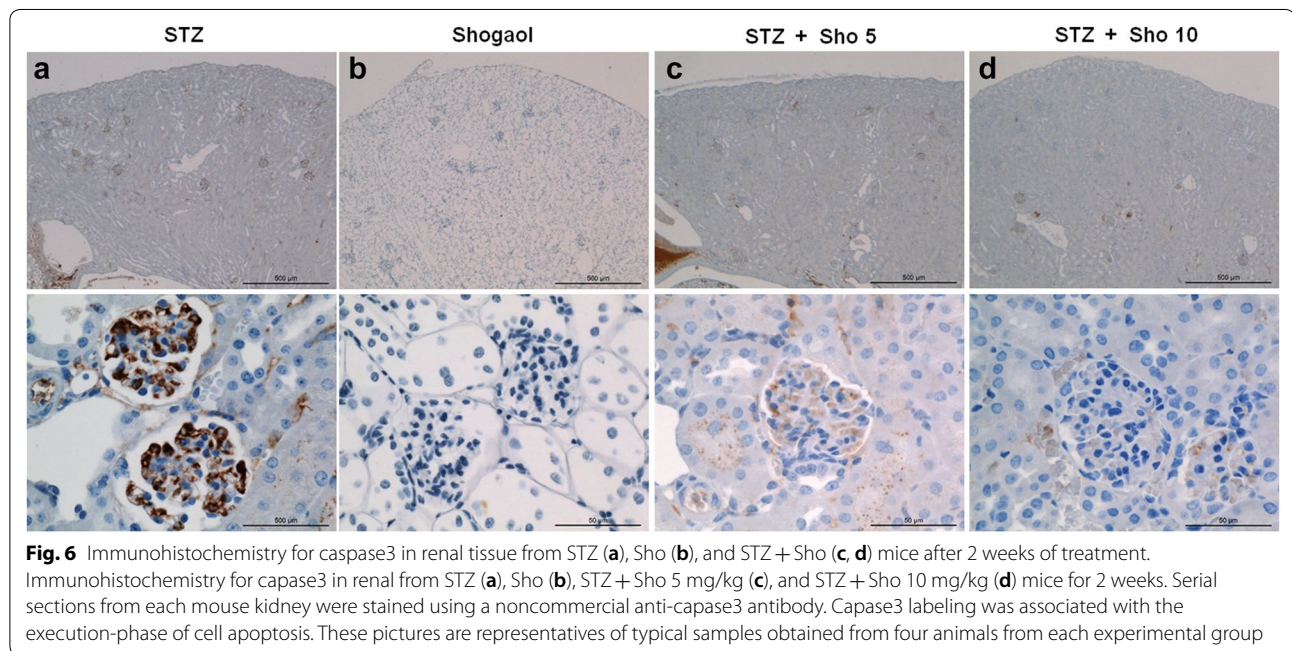 STZ
Shogaol
STZ + Sho 5
STZ + Sho 10
a
b
c
d
500 µm
500 µm
500 µm
500 µm
500 µm
50 µm
50 µm
50 µm
Fig. 6 Immunohistochemistry for caspase3 in renal tissue from STZ (a), Sho (b), and STZ + Sho (c, d) mice after 2 weeks of treatment.
Immunohistochemistry for capase3 in renal from STZ (a), Sho (b), STZ + Sho 5 mg/kg (c), and STZ + Sho 10 mg/kg (d) mice for 2 weeks. Serial
sections from each mouse kidney were stained using a noncommercial anti-capase3 antibody. Capase3 labeling was associated with the
execution-phase of cell apoptosis. These pictures are representatives of typical samples obtained from four animals from each experimental group